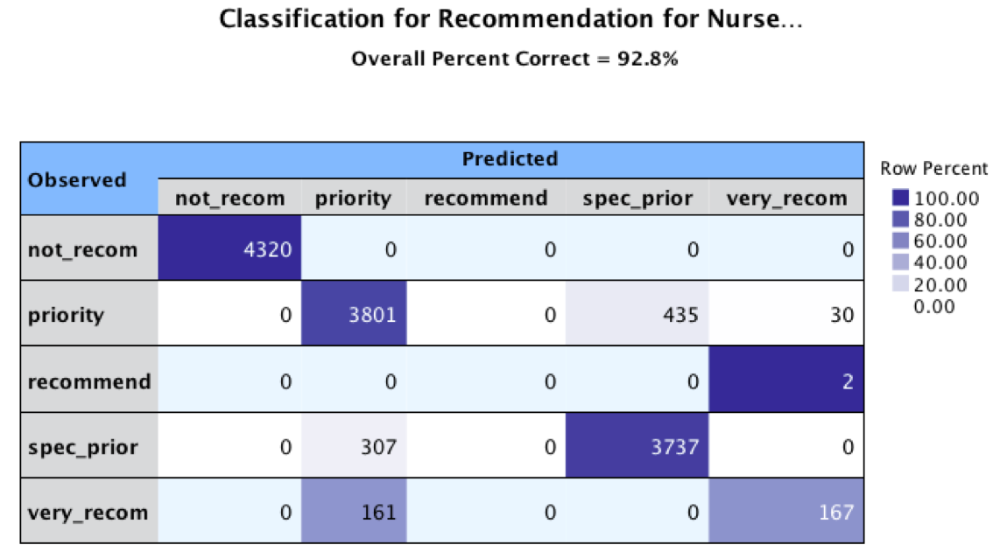 Classification for Recommendation for Nurse...
Overall Percent Correct = 92.8%
Observed Predicted
not_recom priority recommend spec_prior very_recom
not_recom 4320 0 0 0 0
priority 0 3801 0 435 30
recommend 0 0 0 0 2
spec_prior 0 307 0 3737 0
very_recom 0 161 0 0 167
Row Percent
100.00
80.00
60.00
40.00
20.00
0.00